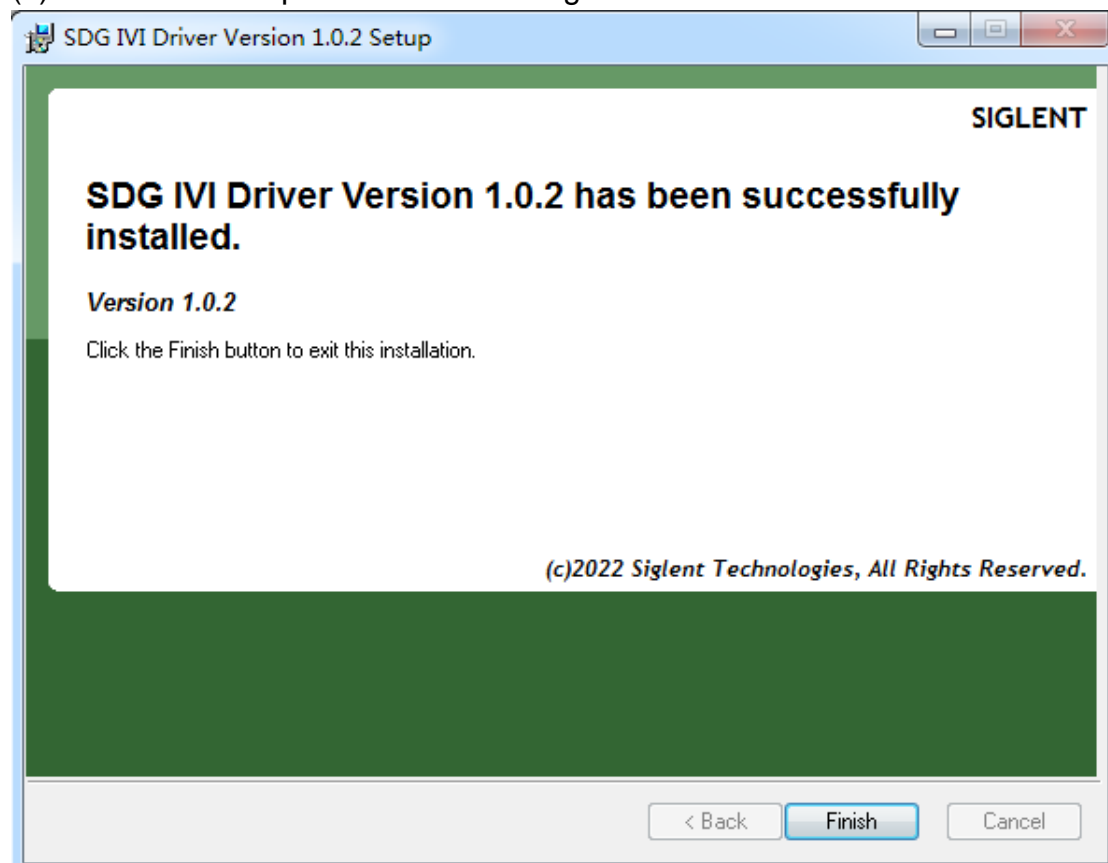 SDG IVI Driver Version 1.0.2 Setup
SIGLENT
SDG IVI Driver Version 1.0.2 has been successfully
installed.
Version 1.0.2
Click the Finish button to exit this installation.
(c)2022 Siglent Technologies, All Rights Reserved.
< Back Finish Cancel